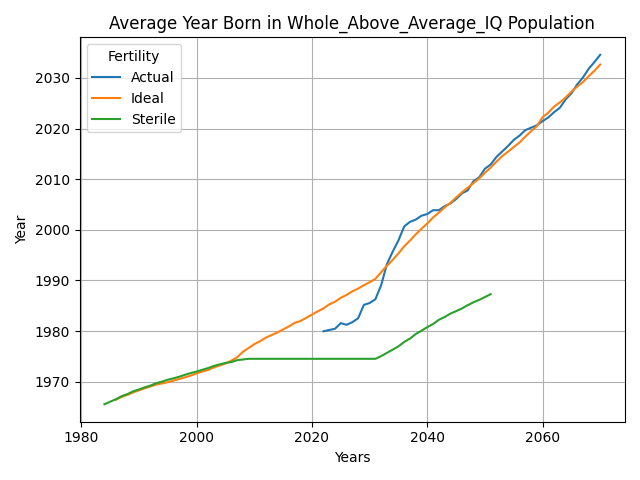 Average Year Born in Whole_Above_Average_IQ Population
Fertility
Actual
Ideal
Sterile
2030
2020
2010
2000
1990
1980
1970
Year
1980
2000
2020
2040
2060
Years